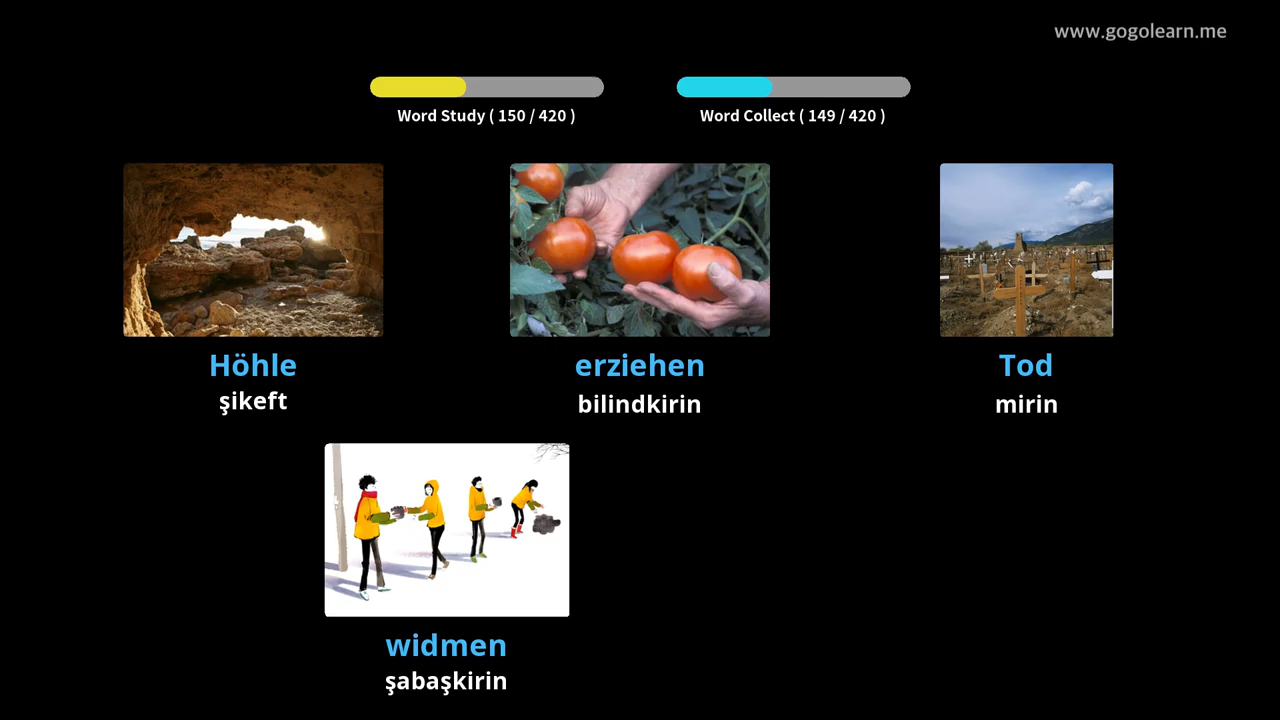 www.gogolearn.me
Word Study ( 150 / 420 )
Word Collect ( 149 / 420 )
Höhle
şikeft
erziehen
bilindkirin
Tod
mirin
widmen
şabaşkirin